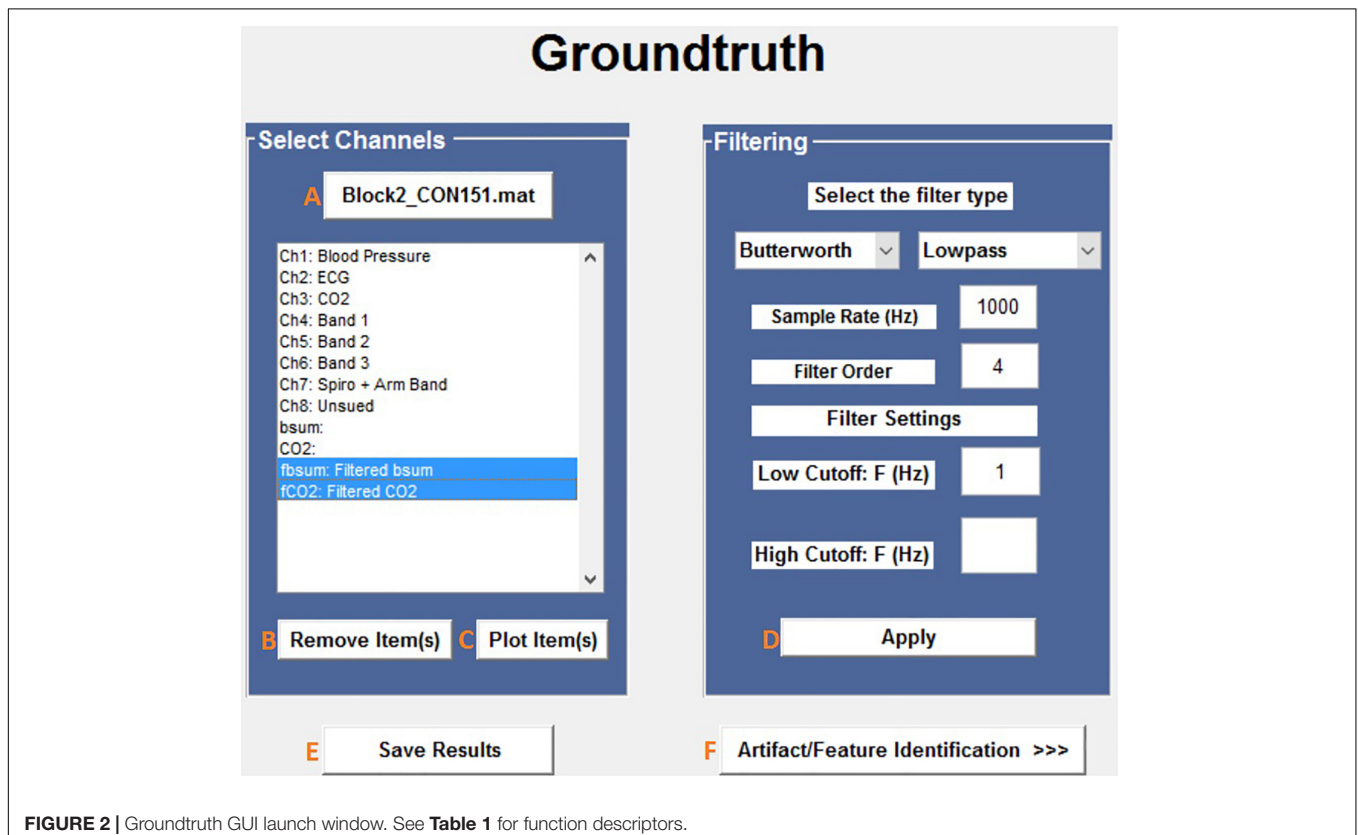 Groundtruth
Select Channels
A Block2_CON151.mat
Ch1: Blood Pressure
Ch2: ECG
Ch3: CO2
Ch4: Band 1
Ch5: Band 2
Ch6: Band 3
Ch7: Spiro + Arm Band
Ch8: Unsued
bsum:
CO2:
fbsum: Filtered bsum
fCO2: Filtered CO2
B Remove Item(s) C Plot Item(s)
E Save Results
Filtering
Select the filter type
Butterworth Lowpass
Sample Rate (Hz) 1000
Filter Order 4
Filter Settings
Low Cutoff: F (Hz) 1
High Cutoff: F (Hz)
D Apply
F Artifact/Feature Identification >>>
FIGURE 2 | Groundtruth GUI launch window. See Table 1 for function descriptors.